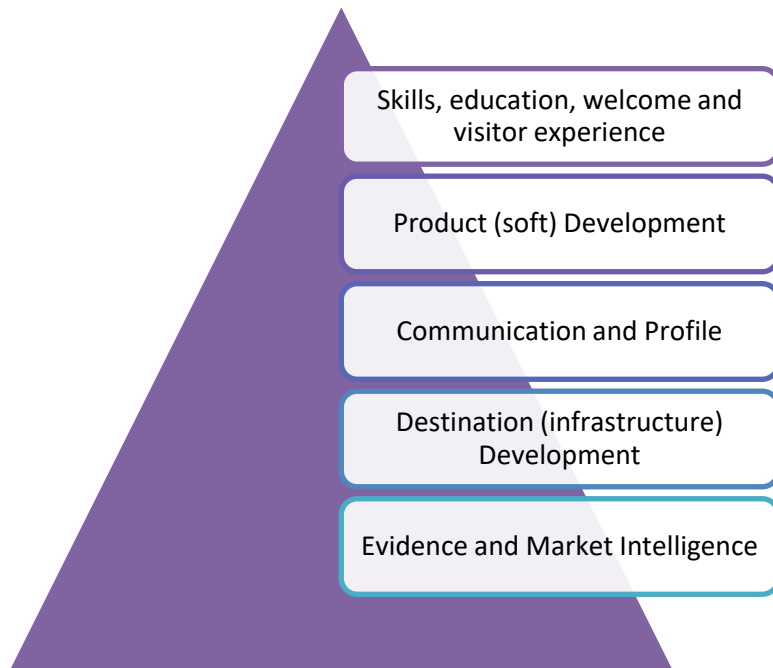 Skills, education, welcome and
visitor experience
Product (soft) Development
Communication and Profile
Destination (infrastructure)
Development
Evidence and Market Intelligence